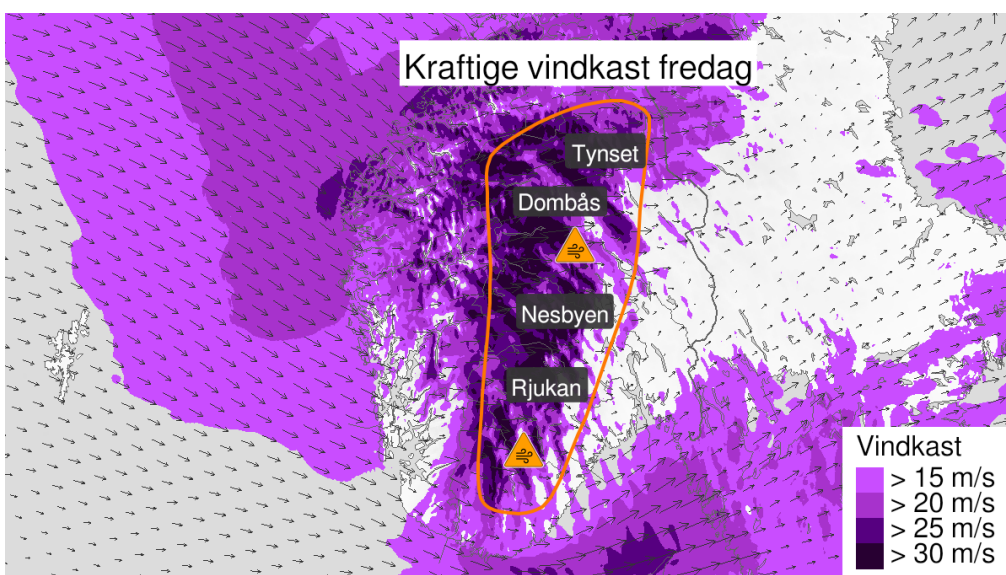 Kraftige vindkast fredag
Tynset
Dombås
Nesbyen
Rjukan
Vindkast
> 15 m/s
> 20 m/s
> 25 m/s
> 30 m/s